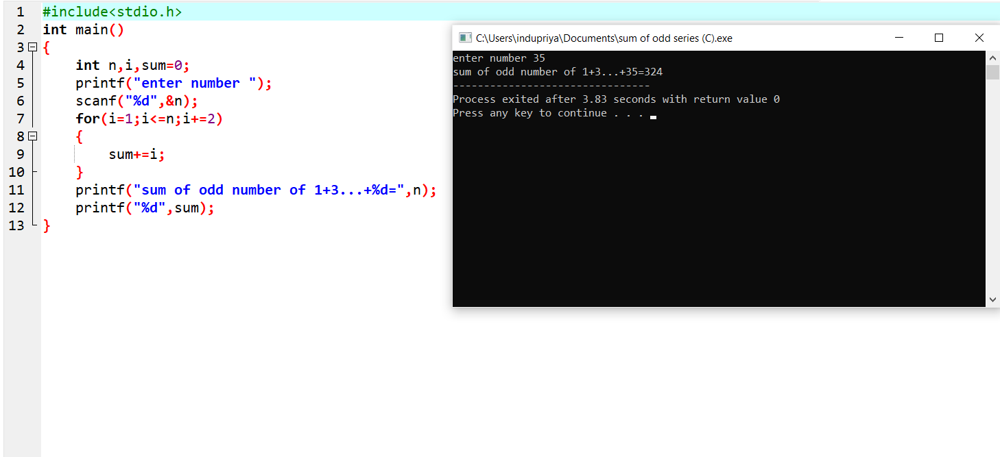 1 #include<stdio.h>
2 int main()
3 {
4     int n,i,sum=0;
5     printf("enter number ");
6     scanf("%d",&n);
7     for(i=1;i<=n;i+=2)
8     {
9         sum+=i;
10     }
11     printf("sum of odd number of 1+3...+%d=",n);
12     printf("%d",sum);
13 }
C:\Users\indupriya\Documents\sum of odd series (C).exe
enter number 35
sum of odd number of 1+3...+35=324
--------------------------------
Process exited after 3.83 seconds with return value 0
Press any key to continue . . .